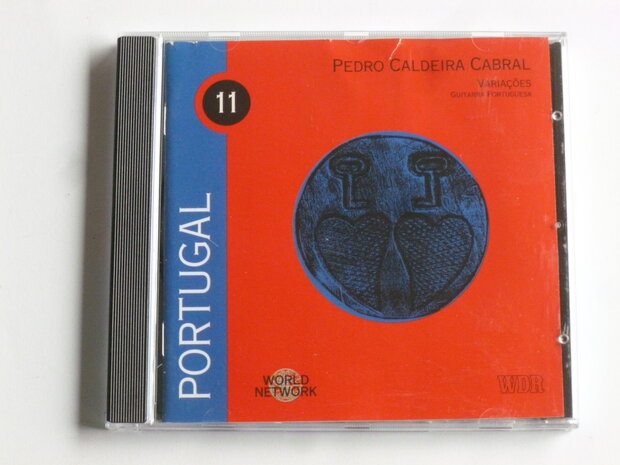 PEDRO CALDEIRA CABRAL
VARIAÇÕES
GUITARRA PORTUGUESA
11
PORTUGAL
WORLD
NETWORK
WDR